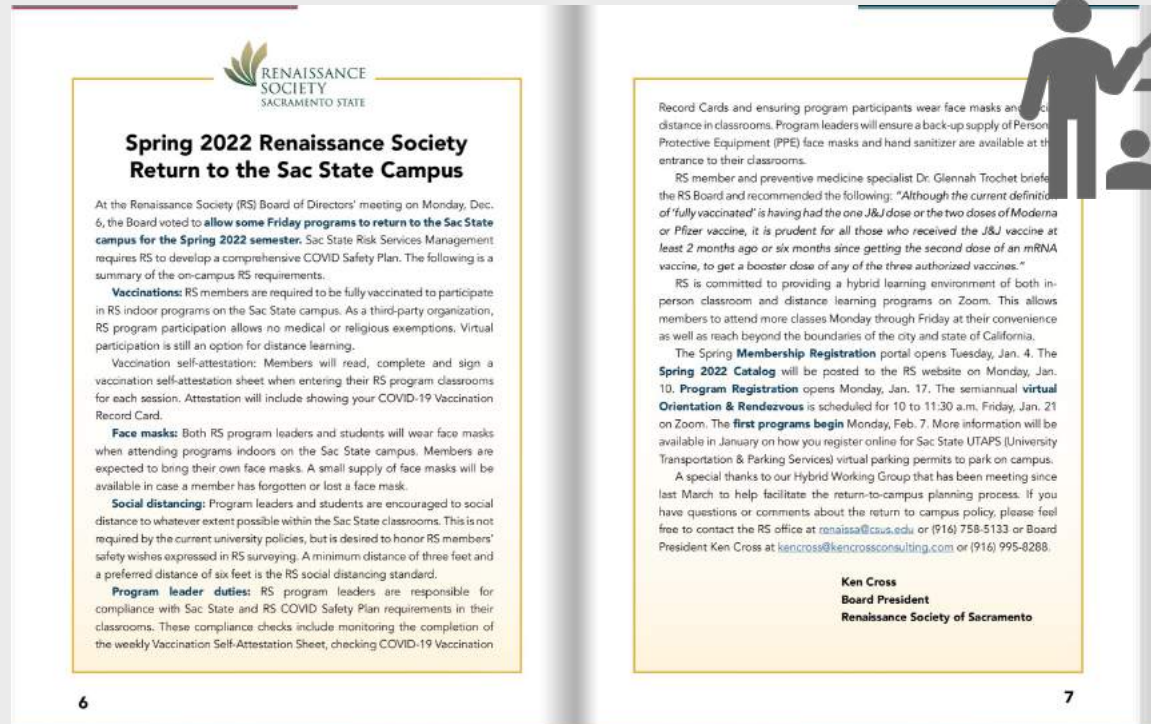 RENAISSANCE
SOCIETY
SACRAMENTO STATE
Spring 2022 Renaissance Society
Return to the Sac State Campus
At the Renaissance Society (RS) Board of Directors' meeting on Monday, Dec.
6, the Board voted to allow some Friday programs to return to the Sac State
campus for the Spring 2022 semester. Sac State Risk Services Management
requires RS to develop a comprehensive COVID Safety Plan. The following is a
summary of the on-campus RS requirements.
Vaccinations: RS members are required to be fully vaccinated to participate
in RS indoor programs on the Sac State campus. As a third-party organization,
RS program participation allows no medical or religious exemptions. Virtual
participation is still an option for distance learning.
Vaccination self-attestation: Members will read, complete and sign a
vaccination self-attestation sheet when entering their RS program classrooms
for each session. Attestation will include showing your COVID-19 Vaccination
Record Card.
Face masks: Both RS program leaders and students will wear face masks
when attending programs indoors on the Sac State campus. Members are
expected to bring their own face masks. A small supply of face masks will be
available in case a member has forgotten or lost a face mask.
Social distancing: Program leaders and students are encouraged to social
distance to whatever extent possible within the Sac State classrooms. This is not
required by the current university policies, but is desired to honor RS members'
safety wishes expressed in RS surveying. A minimum distance of three feet and
a preferred distance of six feet is the RS social distancing standard.
Program leader duties: RS program leaders are responsible for
compliance with Sac State and RS COVID Safety Plan requirements in their
classrooms. These compliance checks include monitoring the completion of
the weekly Vaccination Self-Attestation Sheet, checking COVID-19 Vaccination
6
Record Cards and ensuring program participants wear face masks
distance in classrooms. Program leaders will ensure a back-up supply of
Protective Equipment (PPE) face masks and hand sanitizer are available at
entrance to their classrooms.
RS member and preventive medicine specialist Dr. Glennah Trochet
the RS Board and recommended the following: "Although the current
of 'fully vaccinated' is having had the one J&J dose or the two doses of Moderna
or Pfizer vaccine, it is prudent for all those who received the J&J vaccine at
least 2 months ago or six months since getting the second dose of an mRNA
vaccine, to get a booster dose of any of the three authorized vaccines."
RS is committed to providing a hybrid learning environment of both in-
person classroom and distance learning programs on Zoom. This allows
members to attend more classes Monday through Friday at their convenience
as well as reach beyond the boundaries of the city and state of California.
The Spring Membership Registration portal opens Tuesday, Jan. 4. The
Spring 2022 Catalog will be posted to the RS website on Monday, Jan.
10. Program Registration opens Monday, Jan. 17. The semiannual virtual
Orientation & Rendezvous is scheduled for 10 to 11:30 a.m. Friday, Jan. 21
on Zoom. The first programs begin Monday, Feb. 7. More information will be
available in January on how you register online for Sac State UTAPS (University
Transportation & Parking Services) virtual parking permits to park on campus.
A special thanks to our Hybrid Working Group that has been meeting since
last March to help facilitate the return-to-campus planning process. If you
have questions or comments about the return to campus policy, please feel
free to contact the RS office at renaissa@csus.edu or (916) 758-5133 or Board
President Ken Cross at kencross@kencrossconsulting.com or (916) 995-8288.
Ken Cross
Board President
Renaissance Society of Sacramento
7